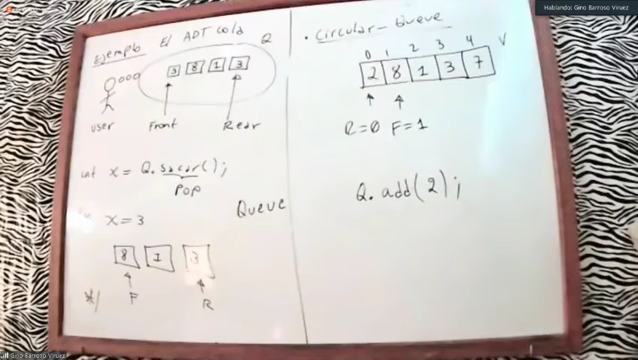 Hablando: Gino Barroso Viruez
Ejemplo El ADT cola Q
3 8 1 3
user Front Rear
int x = Q.sacar();
POP
x = 3
Queue
8 1 3
F
R
*/
• Circular-Queue
0 1 2 3 4 V
2 8 1 3 7
R=0 F=1
Q.add(2);
Gino Barroso Viruez